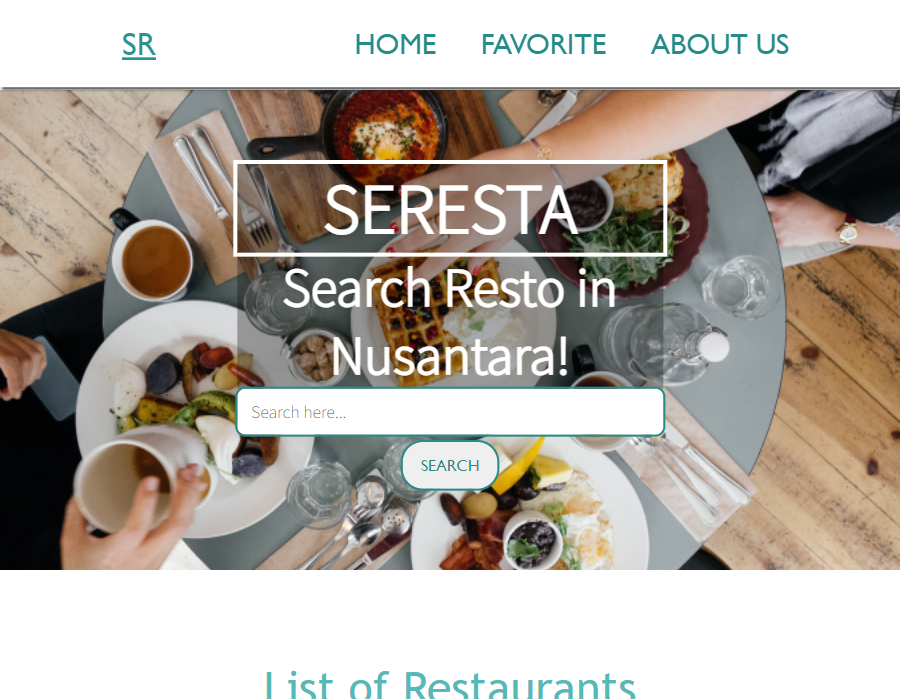 SR
HOME FAVORITE ABOUT US
SERESTA
Search Resto in
Nusantara!
Search here...
SEARCH
List of Restaurants